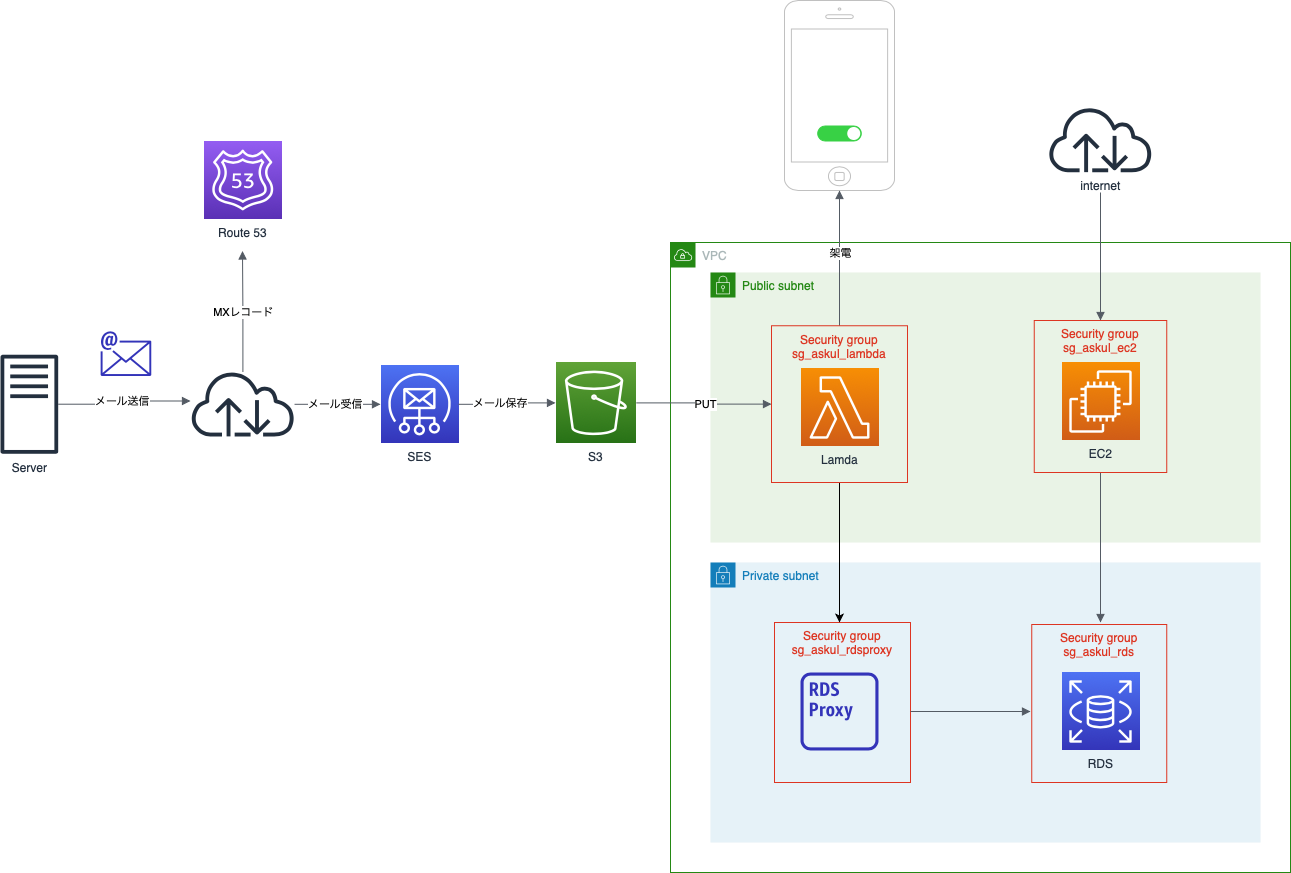 架電
internet
53
Route 53
MXレコード
@
メール送信
Server
メール受信
SES
メール保存
S3
PUT
VPC
Public subnet
Security group
sg_askul_lambda
Lamda
Security group
sg_askul_ec2
EC2
Private subnet
Security group
sg_askul_rdsproxy
RDS
Proxy
Security group
sg_askul_rds
RDS